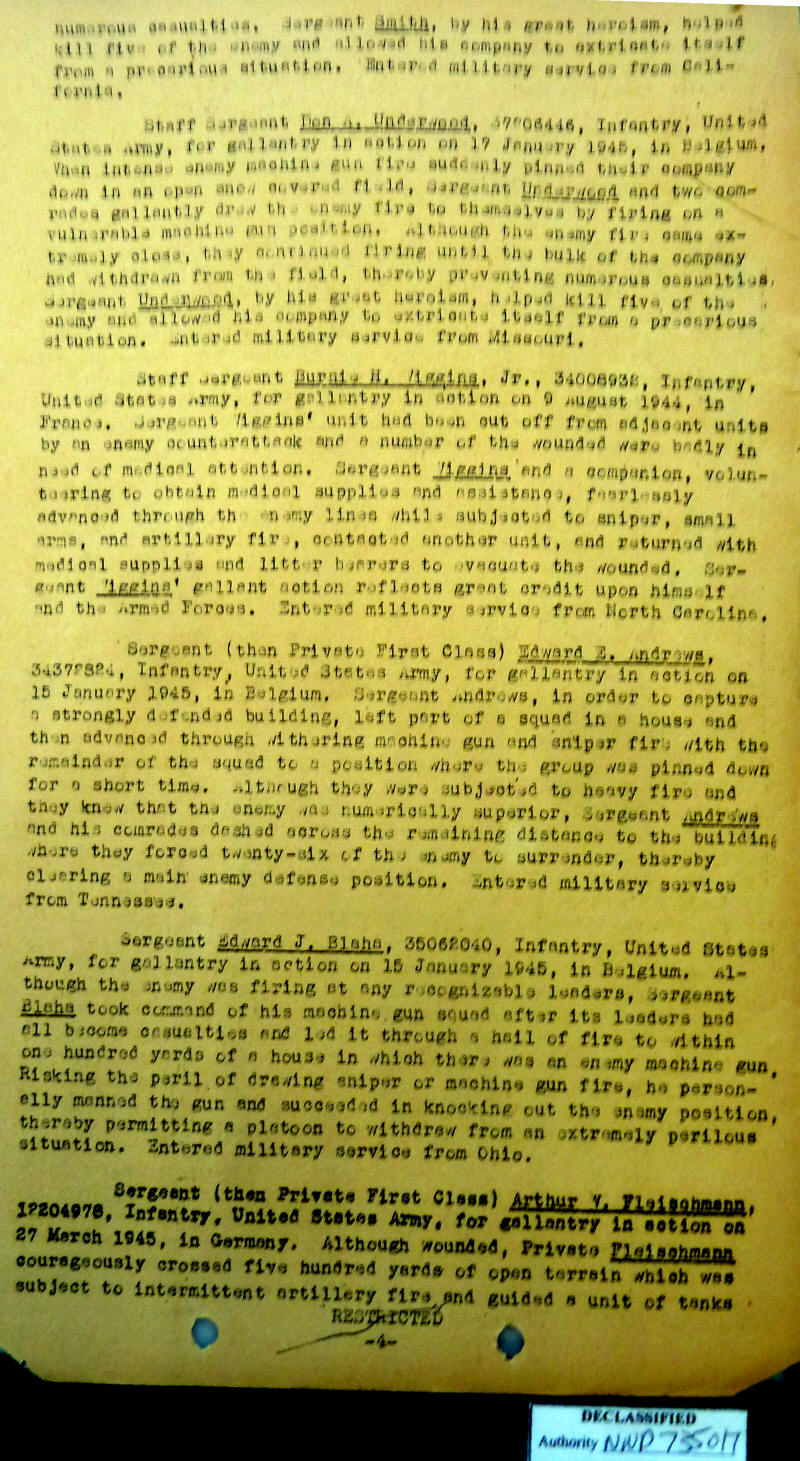 numerous casualties. Sergeant Smith, by his great heroism, helped
kill five of the enemy and allowed his company to extricate itself
from a precarious situation. Entered military service from Cali-
fornia.
Staff Sergeant Don A. Underwood, Infantry, United
States Army, for gallantry in action on 17 January 1945, in Belgium.
When intense enemy machine gun fire suddenly pinned their company
down in an open snow covered field, Sergeant Underwood and two com-
rades gallantly drew the enemy fire to themselves by firing on a
vulnerable machine gun position. Although the enemy fire came ex-
tremely close, they continued firing until the bulk of the company
had withdrawn from the field, thereby preventing numerous casualties.
Sergeant Underwood, by his great heroism, helped kill five of the
enemy and allowed his company to extricate itself from a precarious
situation. Entered military service from Missouri.
Staff Sergeant Burnie H. Wiggins, Jr., 34008938, Infantry,
United States Army, for gallantry in action on 9 August 1944, in
France. Sergeant Wiggins' unit had been cut off from adjacent units
by an enemy counterattack and a number of the wounded were badly in
need of medical attention. Sergeant Wiggins and a companion, volun-
teering to obtain medical supplies and assistance, fearlessly
advanced through the enemy lines while subjected to sniper, small
arms, and artillery fire, contacted another unit, and returned with
medical supplies and litter bearers to evacuate the wounded. Ser-
geant Wiggins' gallant action reflects great credit upon himself
and the Armed Forces. Entered military service from North Carolina.
Sergeant (then Private First Class) Edward E. Andrews,
Infantry, United States Army, for gallantry in action on
15 January 1945, in Belgium. Sergeant Andrews, in order to capture
a strongly defended building, left part of a squad in a house and
then advanced through withering machine gun and sniper fire with the
remainder of the squad to a position where the group was pinned down
for a short time. Although they were subjected to heavy fire and
they knew that the enemy was numerically superior, Sergeant Andrews
and his comrades dashed across the remaining distance to the building
where they forced twenty-six of the enemy to surrender, thereby
clearing a main enemy defense position. Entered military service
from Tennessee.
Sergeant Edward J. Blaha, 35062040, Infantry, United States
Army, for gallantry in action on 15 January 1945, in Belgium. Al-
though the enemy was firing at any recognizable leaders, Sergeant
Blaha took command of his machine gun squad after its leaders had
all become casualties and led it through a hail of fire to within
one hundred yards of a house in which there was an enemy machine gun.
Risking the peril of drawing sniper or machine gun fire, he person-
ally manned the gun and succeeded in knocking out the enemy position,
thereby permitting a platoon to withdraw from an extremely perilous
situation. Entered military service from Ohio.
Sergeant (then Private First Class) Arthur V. Fleischmann,
12204978, Infantry, United States Army, for gallantry in action on
27 March 1945, in Germany. Although wounded, Private Fleischmann
courageously crossed five hundred yards of open terrain which was
subject to intermittent artillery fire and guided a unit of tanks
RESTRICTED
-4-
DECLASSIFIED
Authority NND 735017